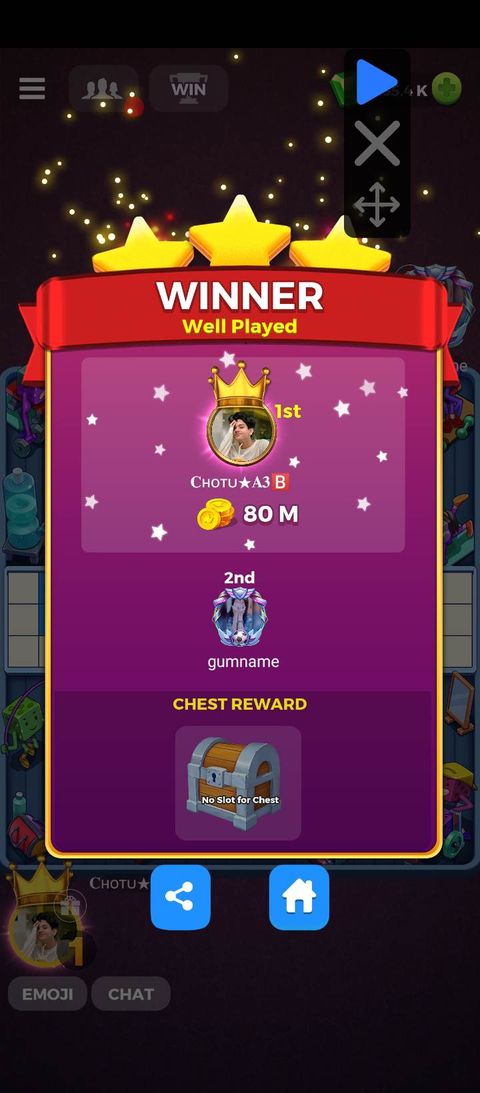 WIN
K
WINNER
Well Played
1st
CHOTU★A3🅱
80 M
2nd
gumname
CHEST REWARD
No Slot for Chest
CHOTU★
1
EMOJI
CHAT